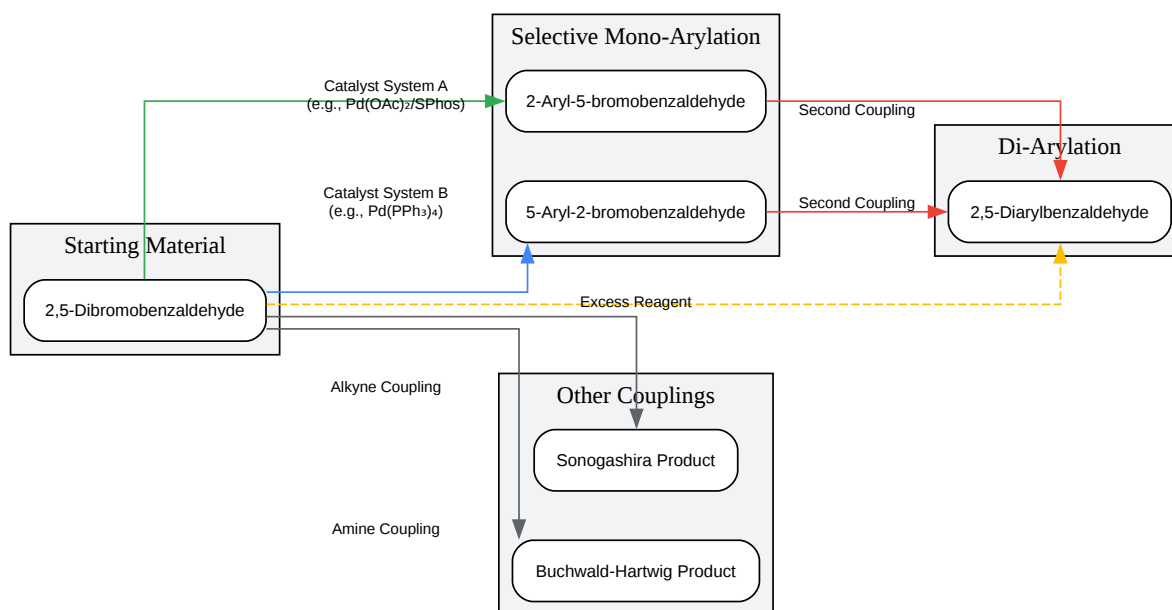 Selective Mono-Arylation
Catalyst System A
(e.g., Pd(OAc)₂/SPhos)
2-Aryl-5-bromobenzaldehyde
Second Coupling
Di-Arylation
Catalyst System B
(e.g., Pd(PPh₃)₄)
5-Aryl-2-bromobenzaldehyde
Second Coupling
2,5-Diarylbenzaldehyde
Starting Material
2,5-Dibromobenzaldehyde
Excess Reagent
Alkyne Coupling
Other Couplings
Sonogashira Product
Amine Coupling
Buchwald-Hartwig Product